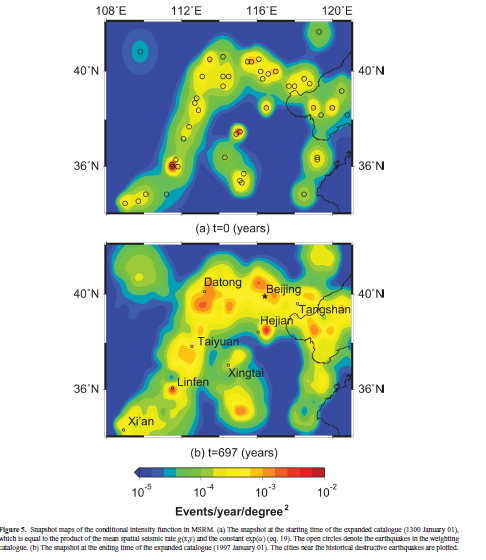 108°E 112°E 116°E 120°E
40°N 40°N
36°N 36°N
(a) t=0 (years)
Datong
Beijing
40°N 40°N
Tangshan
Hejian
Taiyuan
Xingtai
Linfen
36°N 36°N
Xi'an
(b) t=697 (years)
10-5 10-4 10-3 10-2
Events/year/degree2
Figure 5. Snapshot maps of the conditional intensity function in MSRM. (a) The snapshot at the starting time of the expanded catalogue (1300 January 01),
which is equal to the product of the mean spatial seismic rate g(x,y) and the constant exp(a) (eq. 19). The open circles denote the earthquakes in the weighting
catalogue. (b) The snapshot at the ending time of the expanded catalogue (1997 January 01). The cities near the historical destructive earthquakes are plotted.